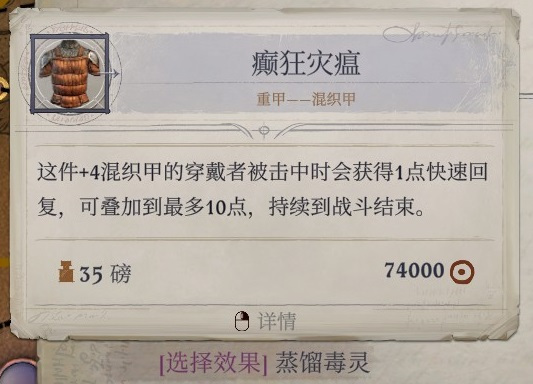 癫狂灾瘟
重甲——混织甲
这件+4混织甲的穿戴者被击中时会获得1点快速回
复，可叠加到最多10点，持续到战斗结束。
35 磅
74000
详情
[选择效果] 蒸馏毒灵